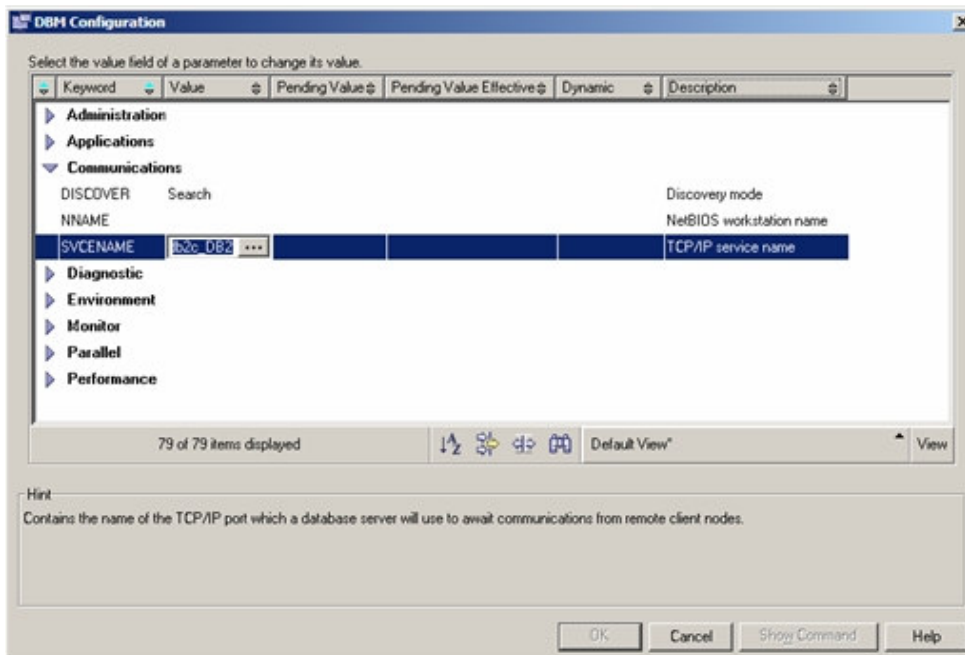 DBM Configuration
Select the value field of a parameter to change its value.
Keyword Value Pending Value Pending Value Effective Dynamic Description
Administration
Applications
Communications
DISCOVER Search Discovery mode
NNAME NetBIOS workstation name
SVCENAME db2c_DB2 ... TCP/IP service name
Diagnostic
Environment
Monitor
Parallel
Performance
79 of 79 items displayed Default View* View
Hint
Contains the name of the TCP/IP port which a database server will use to await communications from remote client nodes.
OK Cancel Show Command Help